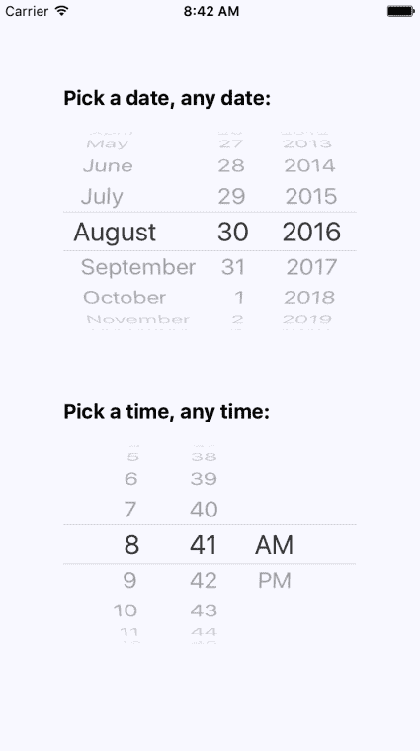 Carrier 8:42 AM
Pick a date, any date:
May 27 2013
June 28 2014
July 29 2015
August 30 2016
September 31 2017
October 1 2018
November 2 2019
Pick a time, any time:
5 38
6 39
7 40
8 41 AM
9 42 PM
10 43
11 44